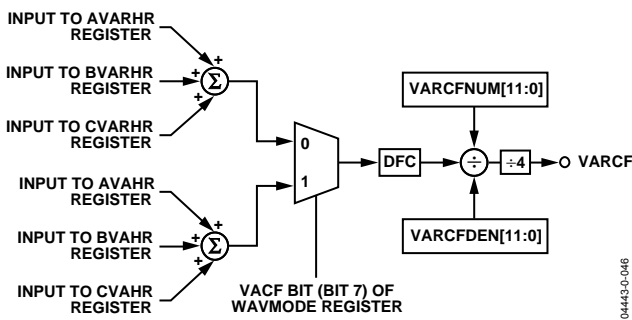 INPUT TO AVARHR
REGISTER
+
INPUT TO BVARHR
REGISTER
+
Σ
INPUT TO CVARHR
REGISTER
+
VARCFNUM[11:0]
0
1
DFC
÷
÷4
VARCF
INPUT TO AVAHR
REGISTER
+
INPUT TO BVAHR
REGISTER
+
Σ
INPUT TO CVAHR
REGISTER
+
VARCFDEN[11:0]
VACF BIT (BIT 7) OF
WAVMODE REGISTER
04443-0-046